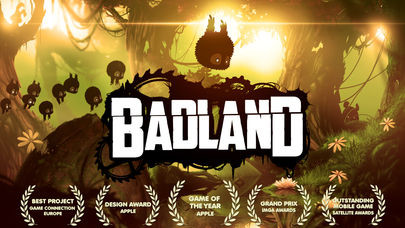 BADLAND
BEST PROJECT
GAME CONNECTION
EUROPE
DESIGN AWARD
APPLE
GAME OF
THE YEAR
APPLE
GRAND PRIX
IMGA AWARDS
OUTSTANDING
MOBILE GAME
SATELLITE AWARDS